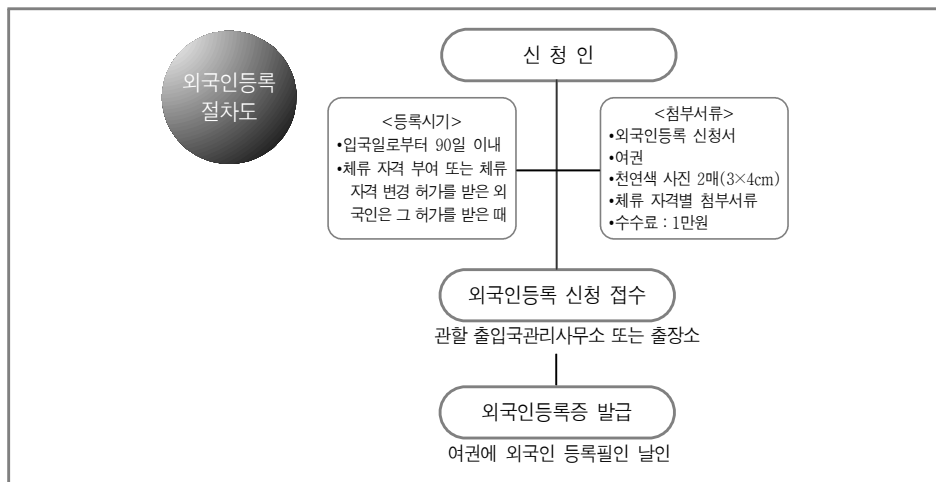 외국인등록
절차도
신 청 인
<등록시기>
•입국일로부터 90일 이내
•체류 자격 부여 또는 체류
자격 변경 허가를 받은 외
국인은 그 허가를 받은 때
<첨부서류>
•외국인등록 신청서
•여권
•천연색 사진 2매(3×4cm)
•체류 자격별 첨부서류
•수수료 : 1만원
외국인등록 신청 접수
관할 출입국관리사무소 또는 출장소
외국인등록증 발급
여권에 외국인 등록필인 날인